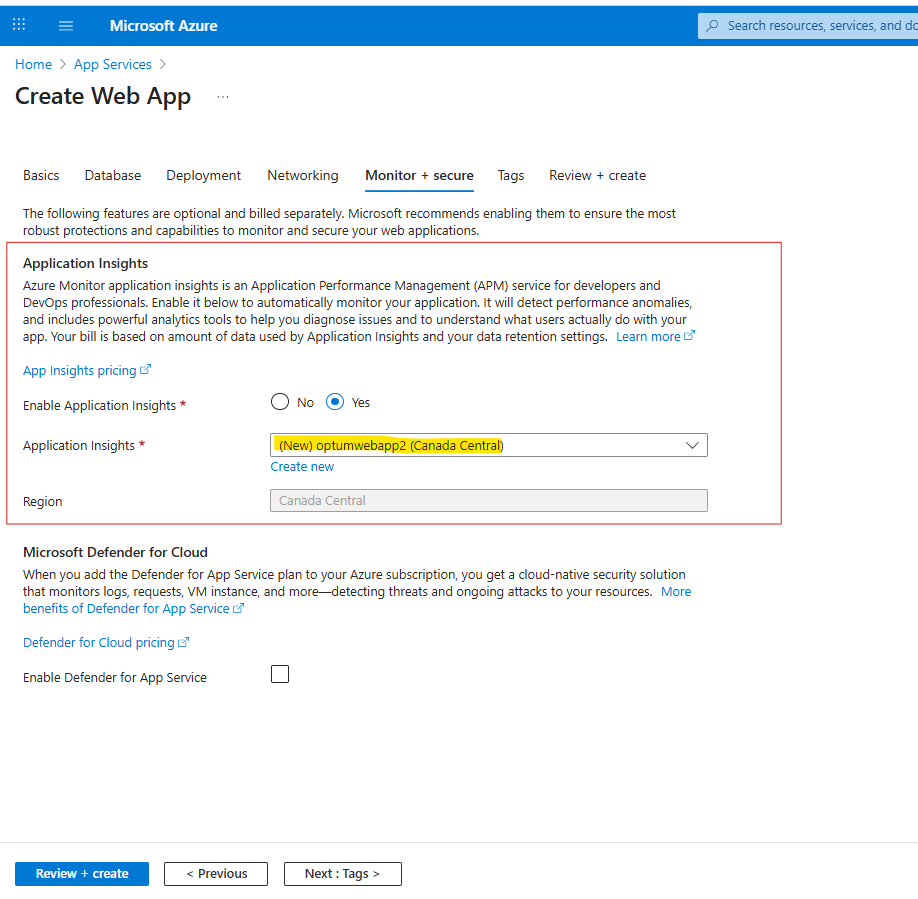 Microsoft Azure
Search resources, services, and do
Home > App Services >
Create Web App ...
Basics Database Deployment Networking Monitor + secure Tags Review + create
The following features are optional and billed separately. Microsoft recommends enabling them to ensure the most
robust protections and capabilities to monitor and secure your web applications.
Application Insights
Azure Monitor application insights is an Application Performance Management (APM) service for developers and
DevOps professionals. Enable it below to automatically monitor your application. It will detect performance anomalies,
and includes powerful analytics tools to help you diagnose issues and to understand what users actually do with your
app. Your bill is based on amount of data used by Application Insights and your data retention settings. Learn more
App Insights pricing
Enable Application Insights * No Yes
Application Insights * (New) optumwebapp2 (Canada Central)
Create new
Region Canada Central
Microsoft Defender for Cloud
When you add the Defender for App Service plan to your Azure subscription, you get a cloud-native security solution
that monitors logs, requests, VM instance, and more—detecting threats and ongoing attacks to your resources. More
benefits of Defender for App Service
Defender for Cloud pricing
Enable Defender for App Service
Review + create < Previous Next : Tags >